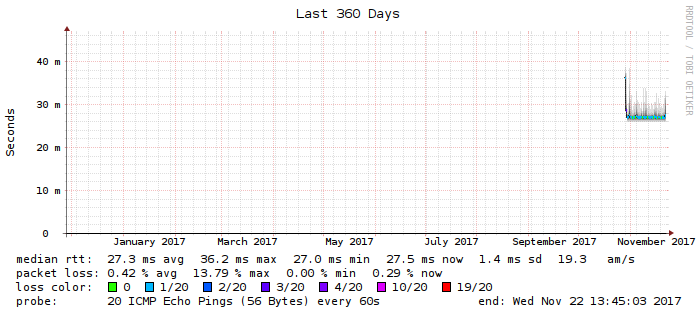 Last 360 Days
RRDTOOL / TOBI OETIKER
Seconds
40 m
30 m
20 m
10 m
0
January 2017 March 2017 May 2017 July 2017 September 2017 November 2017
median rtt: 27.3 ms avg 36.2 ms max 27.0 ms min 27.5 ms now 1.4 ms sd 19.3 am/s
packet loss: 0.42 % avg 13.79 % max 0.00 % min 0.29 % now
loss color: 0 1/20 2/20 3/20 4/20 10/20 19/20
probe: 20 ICMP Echo Pings (56 Bytes) every 60s end: Wed Nov 22 13:45:03 2017